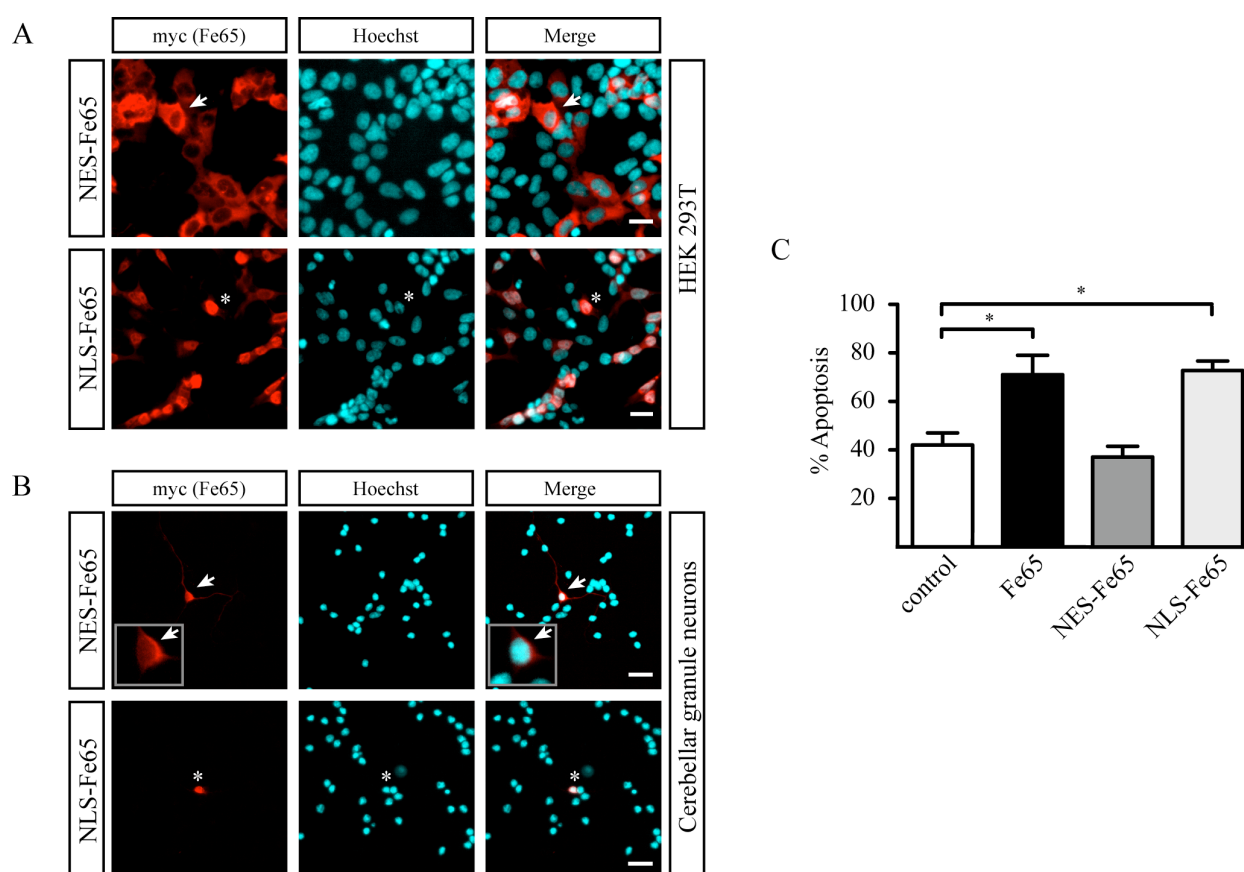 A
myc (Fe65)
Hoechst
Merge
NES-Fe65
*
*
*
NLS-Fe65
HEK 293T
B
myc (Fe65)
Hoechst
Merge
NES-Fe65
*
*
*
NLS-Fe65
Cerebellar granule neurons
C
*
*
100
80
60
40
20
% Apoptosis
control
Fe65
NES-Fe65
NLS-Fe65